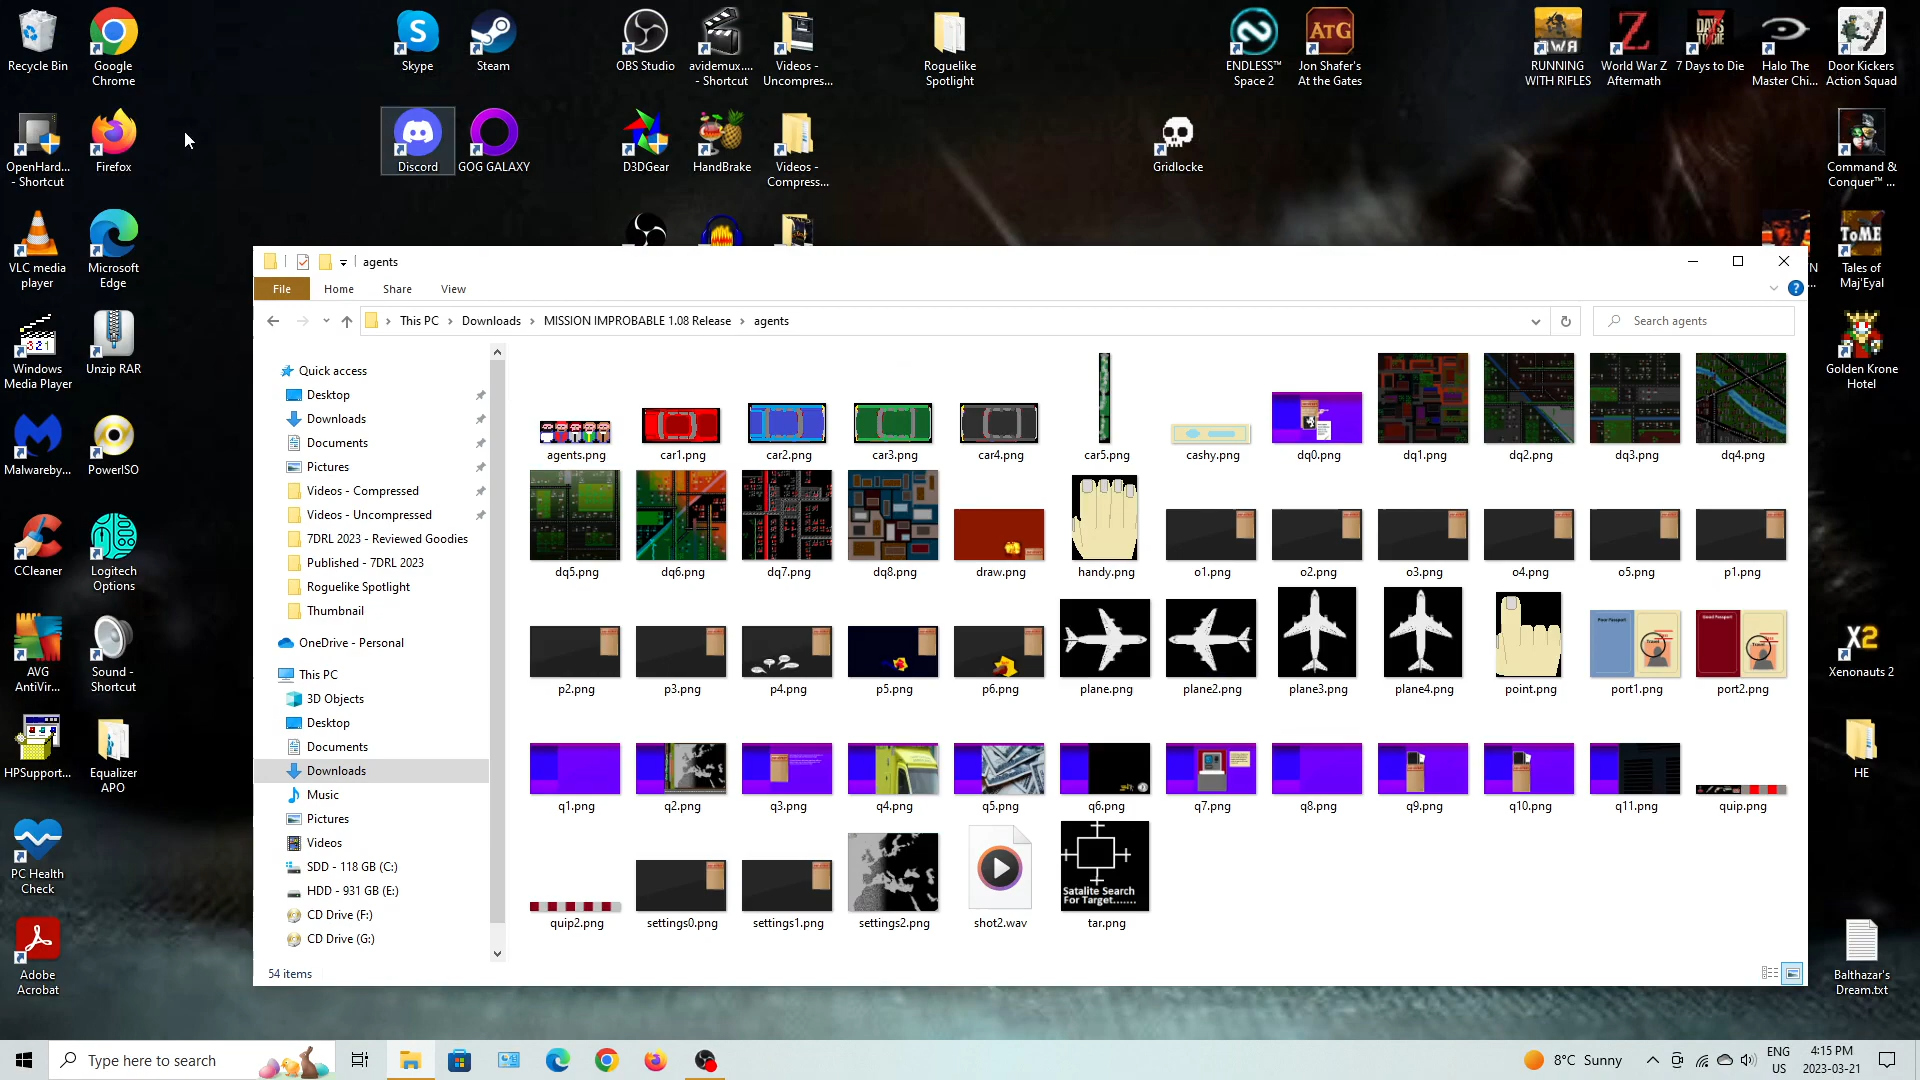 Recycle Bin
Google
Chrome
Skype
Steam
OBS Studio
avidemux....
- Shortcut
Videos -
Uncompres...
Roguelike
Spotlight
ENDLESS™
Space 2
Jon Shafer's
At the Gates
RUNNING
WITH RIFLES
World War Z
Aftermath
7 Days to Die
Halo The
Master Chi...
Door Kickers
Action Squad
OpenHard...
- Shortcut
Firefox
Discord
GOG GALAXY
D3DGear
HandBrake
Videos -
Compress...
Gridlocke
Command &
Conquer™ ...
VLC media
player
Microsoft
Edge
Tales of
Maj'Eyal
Windows
Media Player
Unzip RAR
Golden Krone
Hotel
Malwareby...
PowerISO
CCleaner
Logitech
Options
AVG
AntiVir...
Sound -
Shortcut
Xenonauts 2
HPSupport...
Equalizer
APO
HE
PC Health
Check
Adobe
Acrobat
Balthazar's
Dream.txt
agents
File Home Share View
This PC Downloads MISSION IMPROBABLE 1.08 Release agents
Search agents
Quick access
Desktop
Downloads
Documents
Pictures
Videos - Compressed
Videos - Uncompressed
7DRL 2023 - Reviewed Goodies
Published - 7DRL 2023
Roguelike Spotlight
Thumbnail
OneDrive - Personal
This PC
3D Objects
Desktop
Documents
Downloads
Music
Pictures
Videos
SDD - 118 GB (C:)
HDD - 931 GB (E:)
CD Drive (F:)
CD Drive (G:)
agents.png car1.png car2.png car3.png car4.png car5.png cashy.png dq0.png dq1.png dq2.png dq3.png dq4.png
dq5.png dq6.png dq7.png dq8.png draw.png handy.png o1.png o2.png o3.png o4.png o5.png p1.png
p2.png p3.png p4.png p5.png p6.png plane.png plane2.png plane3.png plane4.png point.png port1.png port2.png
q1.png q2.png q3.png q4.png q5.png q6.png q7.png q8.png q9.png q10.png q11.png quip.png
Satalite Search
For Target.......
quip2.png settings0.png settings1.png settings2.png shot2.wav tar.png
54 items
Type here to search
8°C Sunny
ENG
US
4:15 PM
2023-03-21